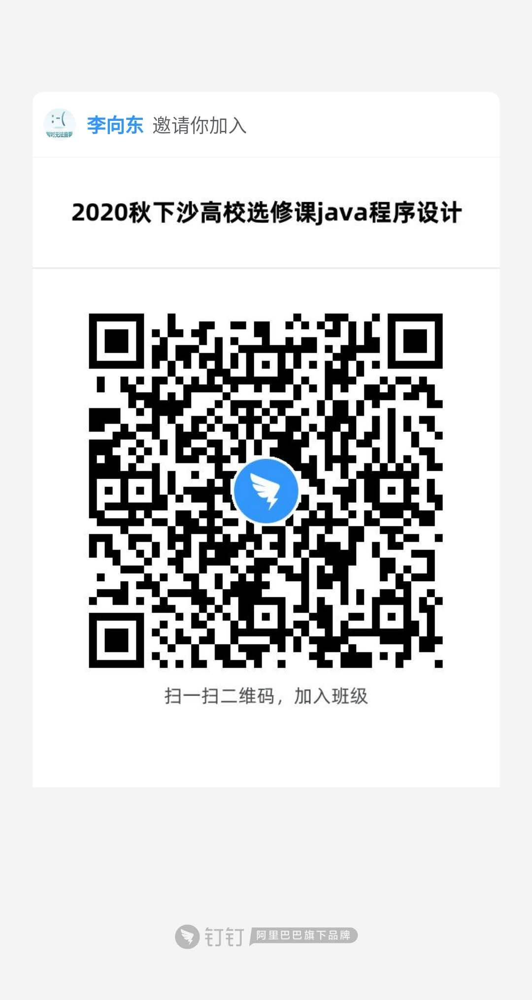 李向东 邀请你加入
2020秋下沙高校选修课java程序设计
扫一扫二维码，加入班级
钉钉 阿里巴巴旗下品牌